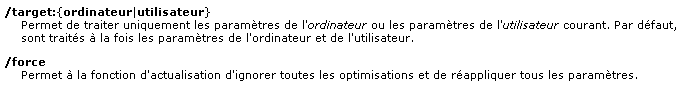 /target:{ordinateur|utilisateur}
Permet de traiter uniquement les paramètres de l'ordinateur ou les paramètres de l'utilisateur courant. Par défaut,
sont traités à la fois les paramètres de l'ordinateur et de l'utilisateur.
/force
Permet à la fonction d'actualisation d'ignorer toutes les optimisations et de réappliquer tous les paramètres.